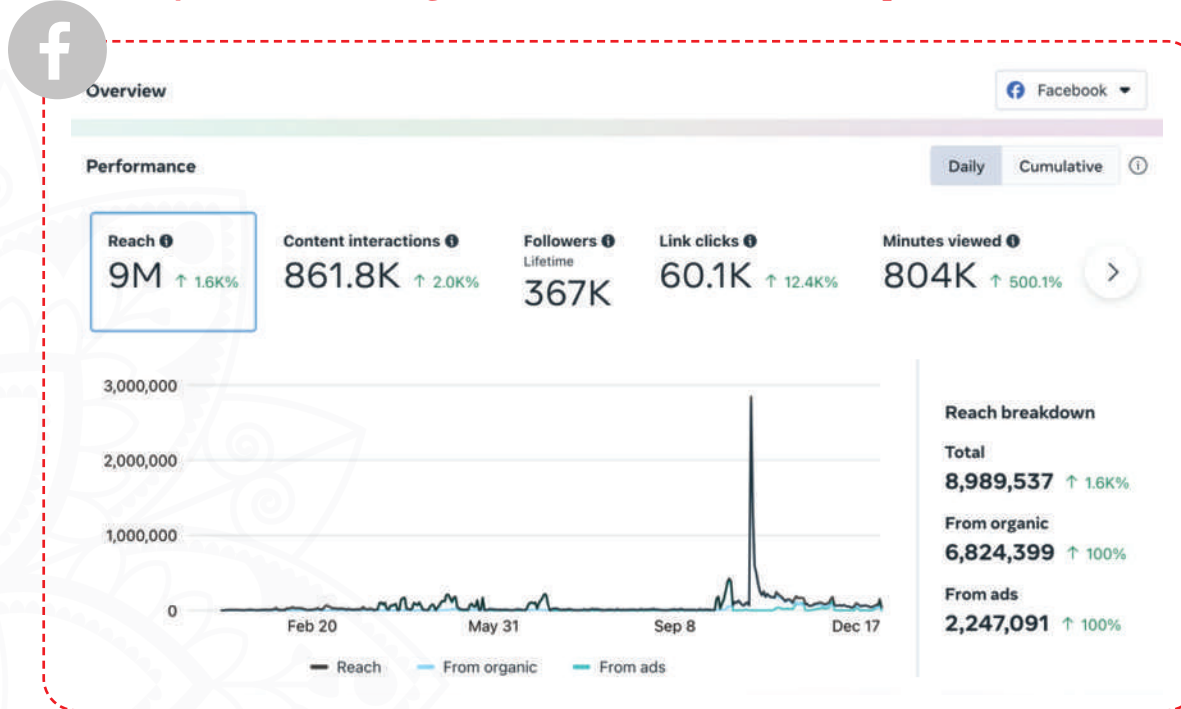 Overview
Facebook
Performance
Daily Cumulative
Reach
9M ↑ 1.6K%
Content interactions
861.8K ↑ 2.0K%
Followers
Lifetime
367K
Link clicks
60.1K ↑ 12.4K%
Minutes viewed
804K ↑ 500.1%
3,000,000
2,000,000
1,000,000
0
Feb 20 May 31 Sep 8 Dec 17
Reach From organic From ads
Reach breakdown
Total
8,989,537 ↑ 1.6K%
From organic
6,824,399 ↑ 100%
From ads
2,247,091 ↑ 100%